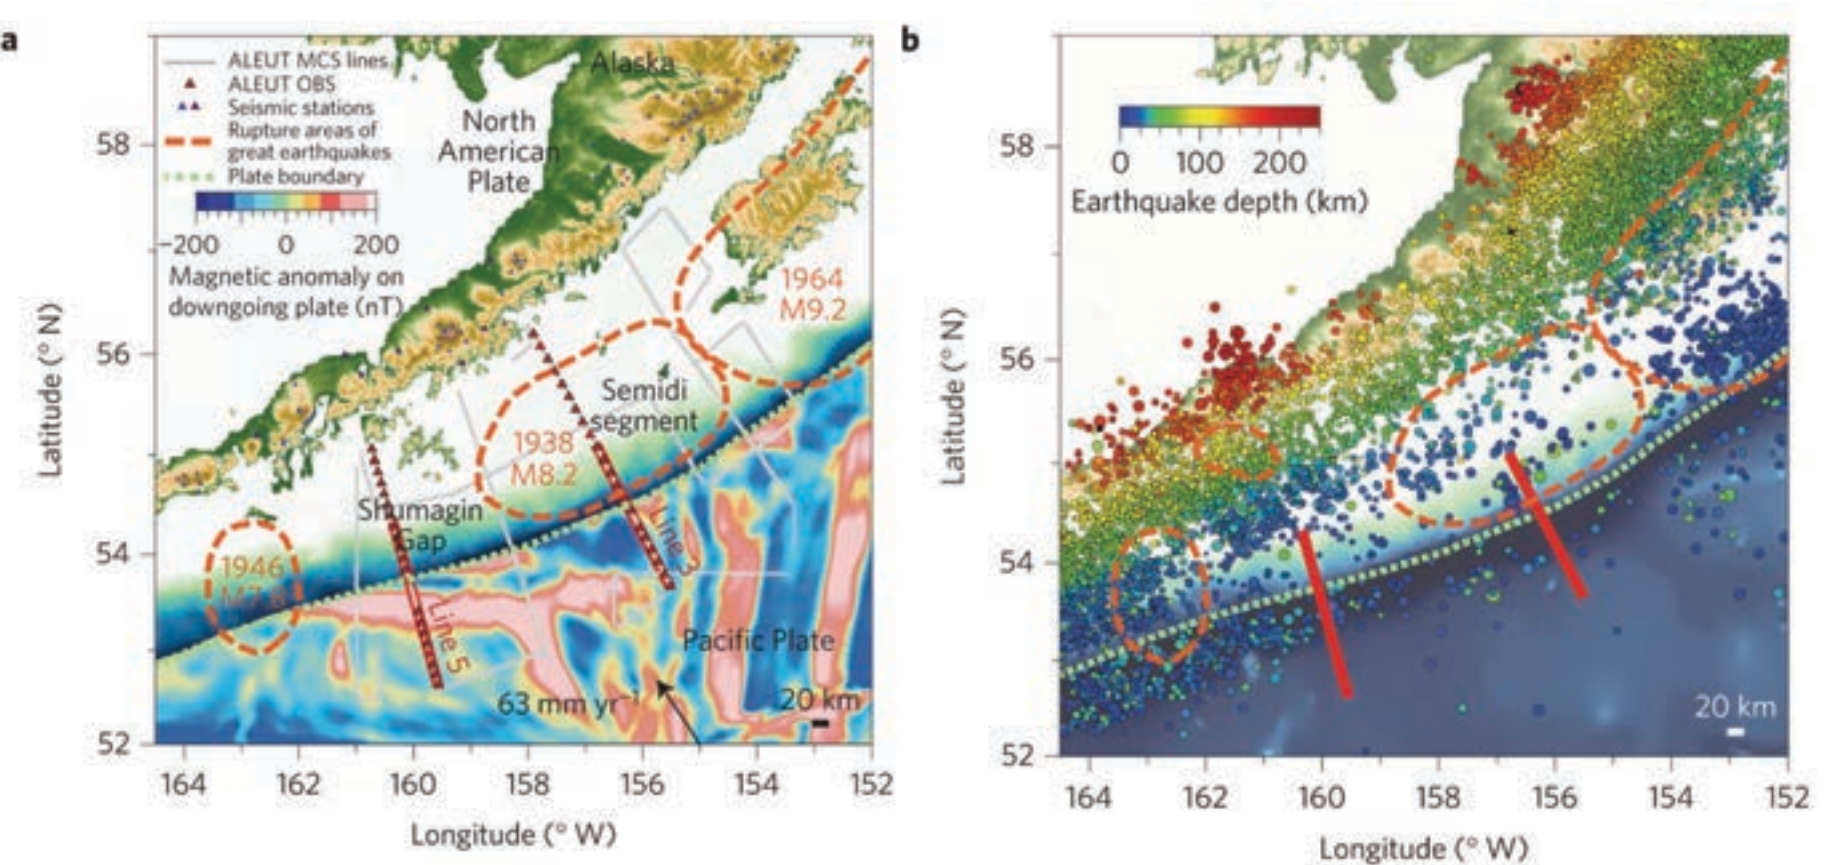 a
ALEUT MCS lines
ALEUT OBS
Seismic stations
Rupture areas of
great earthquakes
Plate boundary
−200 0 200
Magnetic anomaly on
downgoing plate (nT)
Alaska
North
American
Plate
1964
M9.2
Semidi
segment
1938
M8.2
Shumagin
Gap
1946
Line 3
Line 5
Pacific Plate
63 mm yr⁻¹
20 km
58
56
54
52
Latitude (° N)
164 162 160 158 156 154 152
Longitude (° W)
b
0 100 200
Earthquake depth (km)
20 km
58
56
54
52
Latitude (° N)
164 162 160 158 156 154 152
Longitude (° W)